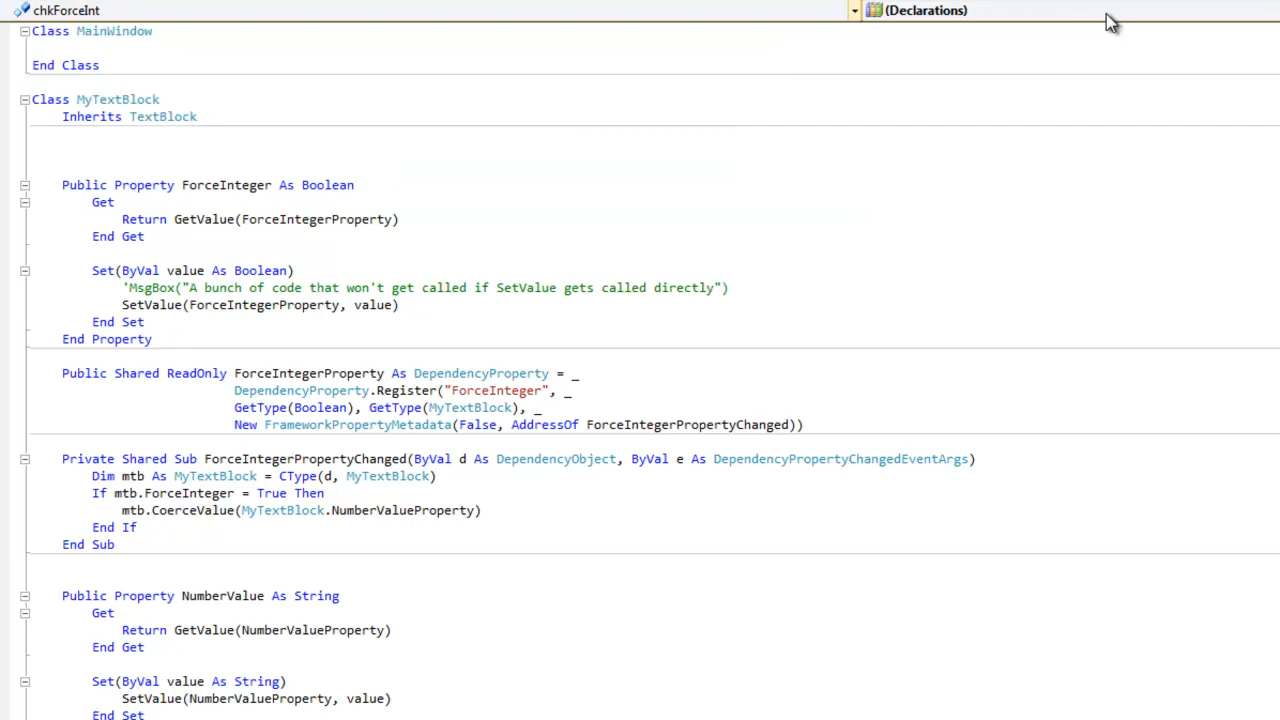 chkForceInt (Declarations)
Class MainWindow
End Class
Class MyTextBlock
Inherits TextBlock
Public Property ForceInteger As Boolean
Get
Return GetValue(ForceIntegerProperty)
End Get
Set(ByVal value As Boolean)
'MsgBox("A bunch of code that won't get called if SetValue gets called directly")
SetValue(ForceIntegerProperty, value)
End Set
End Property
Public Shared ReadOnly ForceIntegerProperty As DependencyProperty = _
DependencyProperty.Register("ForceInteger", _
GetType(Boolean), GetType(MyTextBlock), _
New FrameworkPropertyMetadata(False, AddressOf ForceIntegerPropertyChanged))
Private Shared Sub ForceIntegerPropertyChanged(ByVal d As DependencyObject, ByVal e As DependencyPropertyChangedEventArgs)
Dim mtb As MyTextBlock = CType(d, MyTextBlock)
If mtb.ForceInteger = True Then
mtb.CoerceValue(MyTextBlock.NumberValueProperty)
End If
End Sub
Public Property NumberValue As String
Get
Return GetValue(NumberValueProperty)
End Get
Set(ByVal value As String)
SetValue(NumberValueProperty, value)
End Set